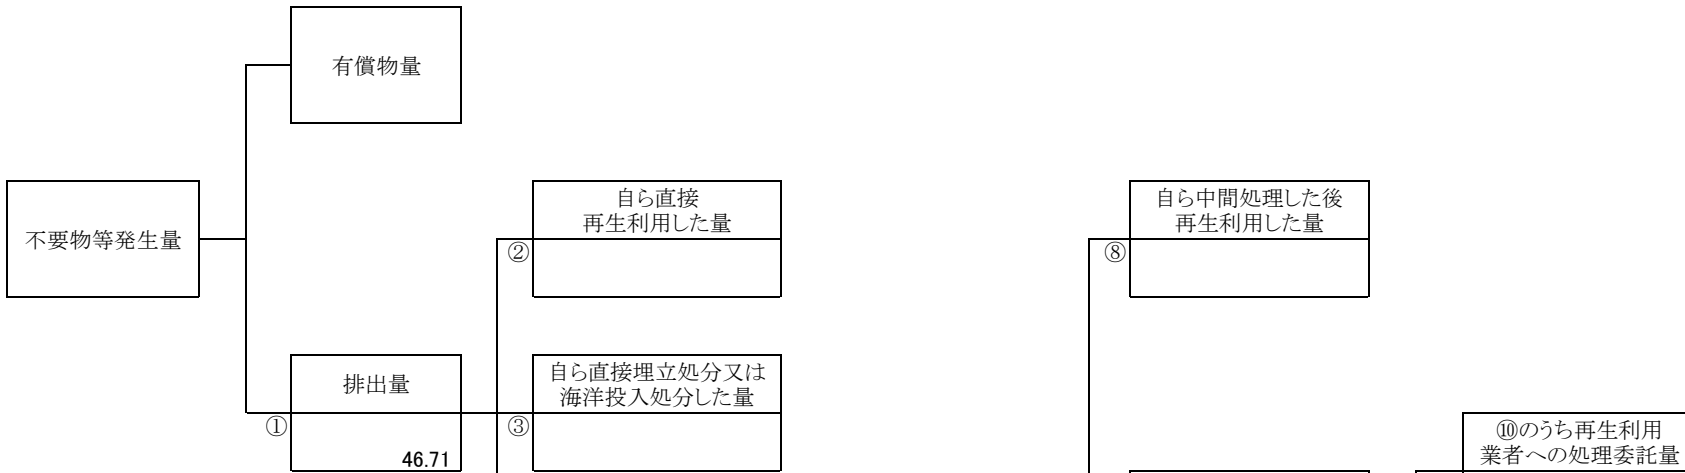 有償物量
不要物等発生量
自ら直接
再生利用した量
②
自ら中間処理した後
再生利用した量
⑧
排出量
①
46.71
自ら直接埋立処分又は
海洋投入処分した量
③
⑩のうち再生利用
業者への処理委託量